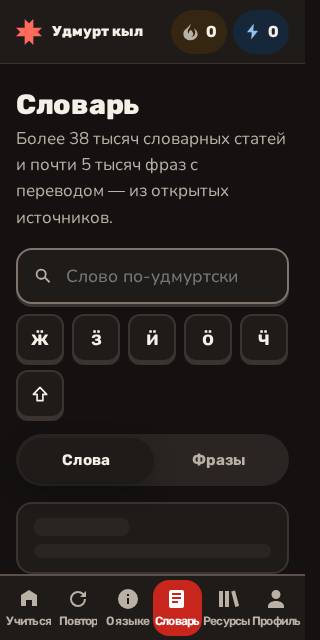 Удмурт кыл
0
0
Словарь
Более 38 тысяч словарных статей
и почти 5 тысяч фраз с
переводом — из открытых
источников.
Слово по-удмуртски
Ӝ
Ӟ
Ӥ
Ӧ
Ӵ
Слова
Фразы
Учиться
Повтор
О языке
Словарь
Ресурсы
Профиль